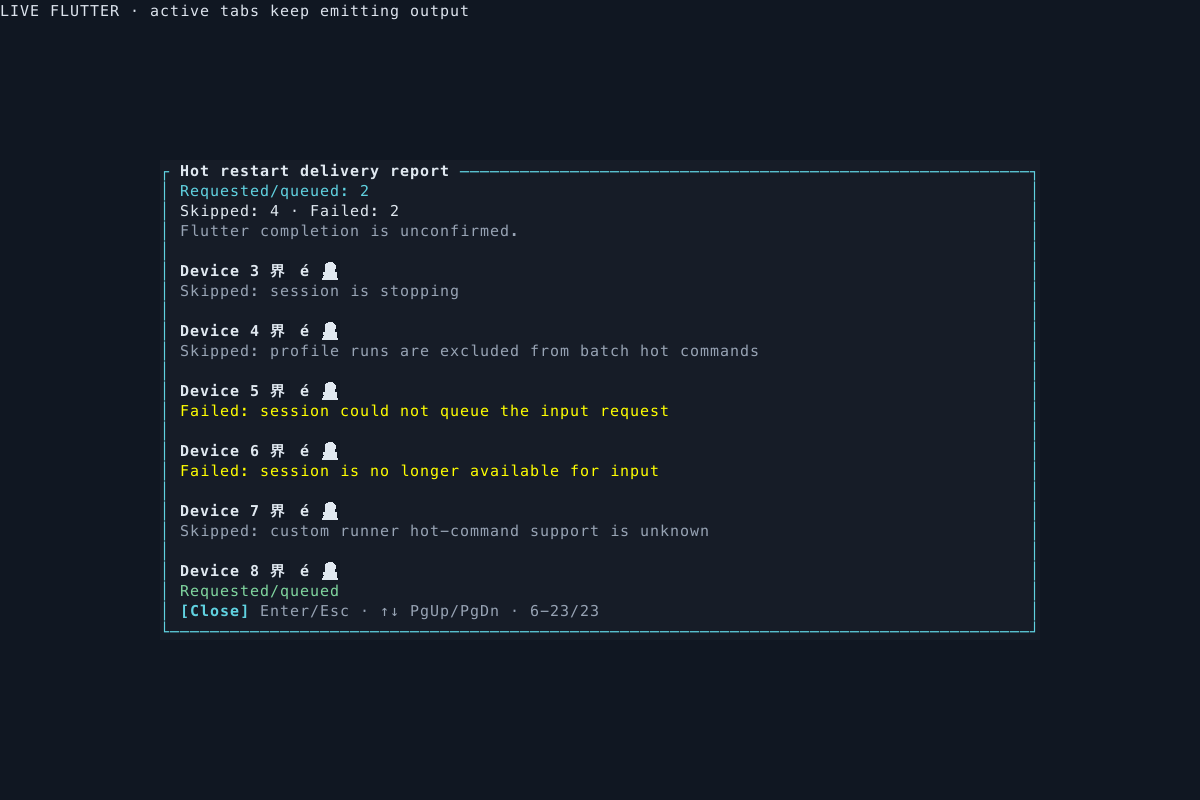 LIVE FLUTTER · active tabs keep emitting output
Hot restart delivery report
Requested/queued: 2
Skipped: 4 · Failed: 2
Flutter completion is unconfirmed.
Device 3 界 é 👤
Skipped: session is stopping
Device 4 界 é 👤
Skipped: profile runs are excluded from batch hot commands
Device 5 界 é 👤
Failed: session could not queue the input request
Device 6 界 é 👤
Failed: session is no longer available for input
Device 7 界 é 👤
Skipped: custom runner hot-command support is unknown
Device 8 界 é 👤
Requested/queued
[Close] Enter/Esc · ↑↓ PgUp/PgDn · 6-23/23